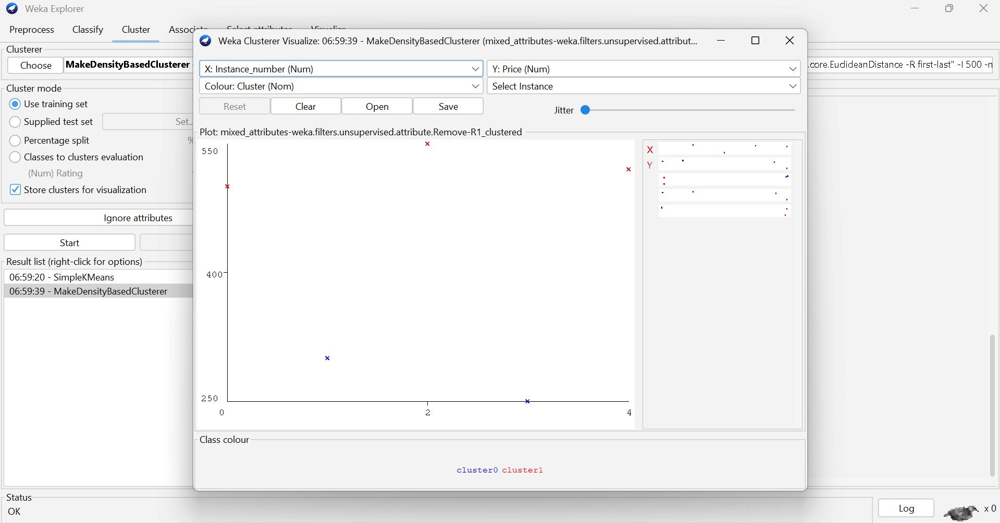 Weka Explorer
Preprocess Classify Cluster
Weka Clusterer Visualize: 06:59:39 - MakeDensityBasedClusterer (mixed_attributes-weka.filters.unsupervised.attribut...
Clusterer
Choose MakeDensityBasedClusterer
.core.EuclideanDistance -R first-last" -I 500 -n
X: Instance_number (Num) Y: Price (Num)
Colour: Cluster (Nom) Select Instance
Reset Clear Open Save Jitter
Cluster mode
Use training set
Supplied test set Set..
Percentage split %
Classes to clusters evaluation
(Num) Rating
Store clusters for visualization
Ignore attributes
Start
Result list (right-click for options)
06:59:20 - SimpleKMeans
06:59:39 - MakeDensityBasedClusterer
Plot: mixed_attributes-weka.filters.unsupervised.attribute.Remove-R1_clustered
550
400
250
0 2 4
X
Y
Class colour
cluster0 cluster1
Status
OK
Log x 0